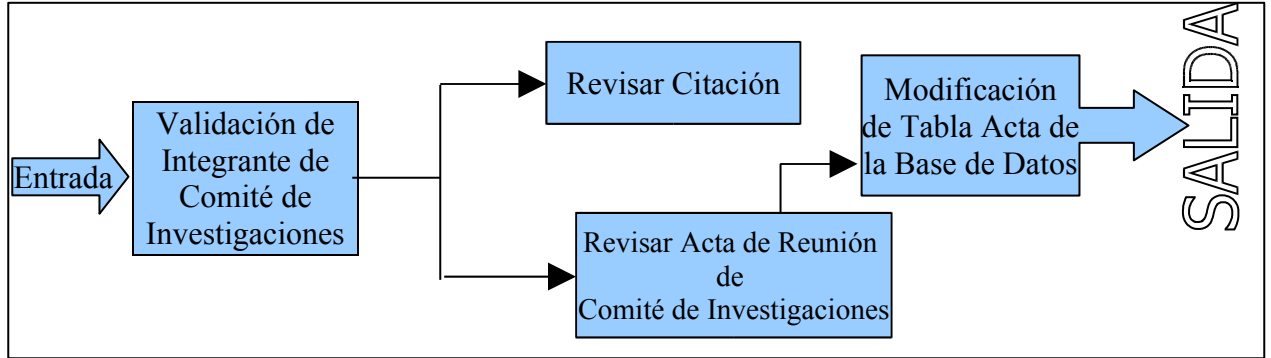 Entrada
Validación de
Integrante de
Comité de
Investigaciones
Revisar Citación
Revisar Acta de Reunión
de
Comité de Investigaciones
Modificación
de Tabla Acta de
la Base de Datos
SALIDA